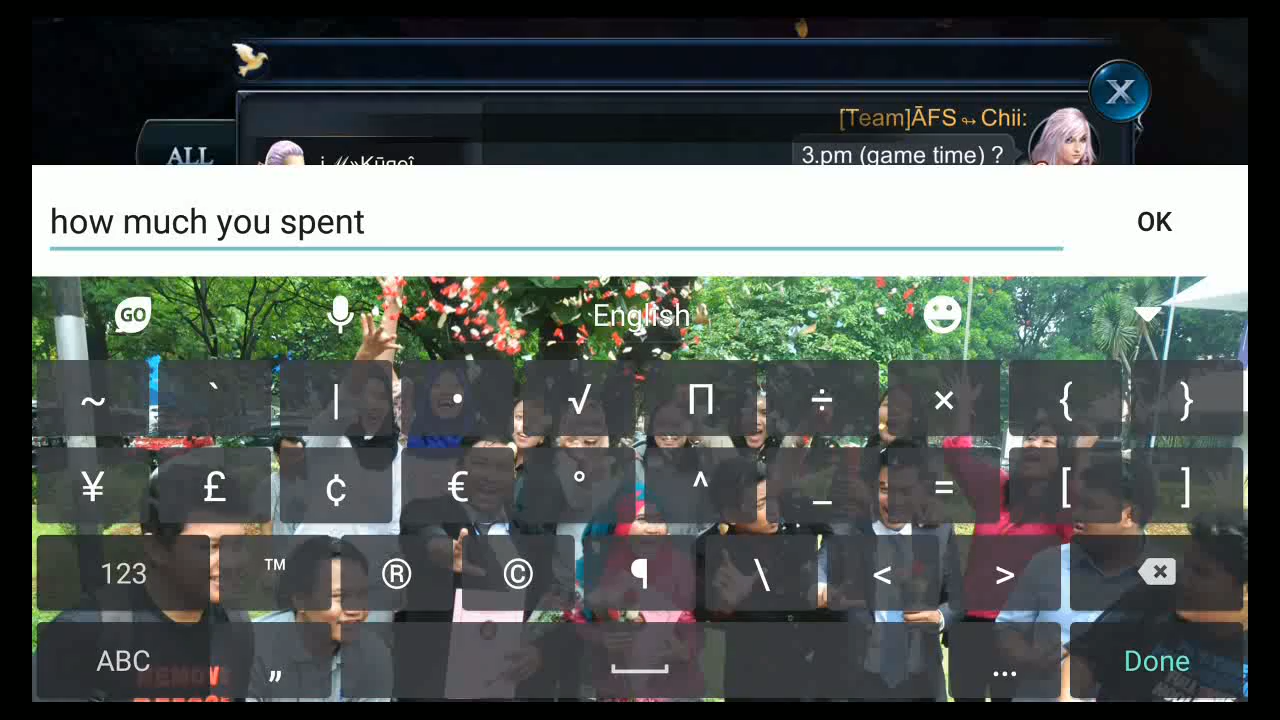 [Team]ĀFS↔Chii:
ALL
3.pm (game time) ?
how much you spent
OK
GO
English
~ ` | • √ Π ÷ × { }
¥ £ ¢ € ° ^ _ = [ ]
123 ™ ® © ¶ \ < >
ABC „ ... Done